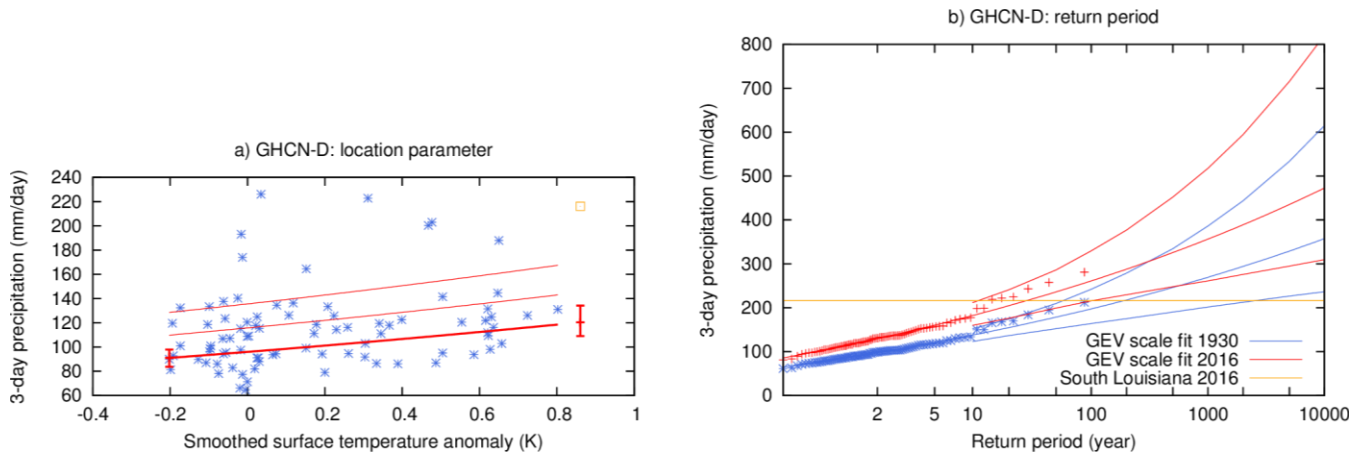 a) GHCN-D: location parameter
3-day precipitation (mm/day)
240
220
200
180
160
140
120
100
80
60
-0.4 -0.2 0 0.2 0.4 0.6 0.8 1
Smoothed surface temperature anomaly (K)
b) GHCN-D: return period
3-day precipitation (mm/day)
800
700
600
500
400
300
200
100
0
2 5 10 100 1000 10000
Return period (year)
GEV scale fit 1930
GEV scale fit 2016
South Louisiana 2016